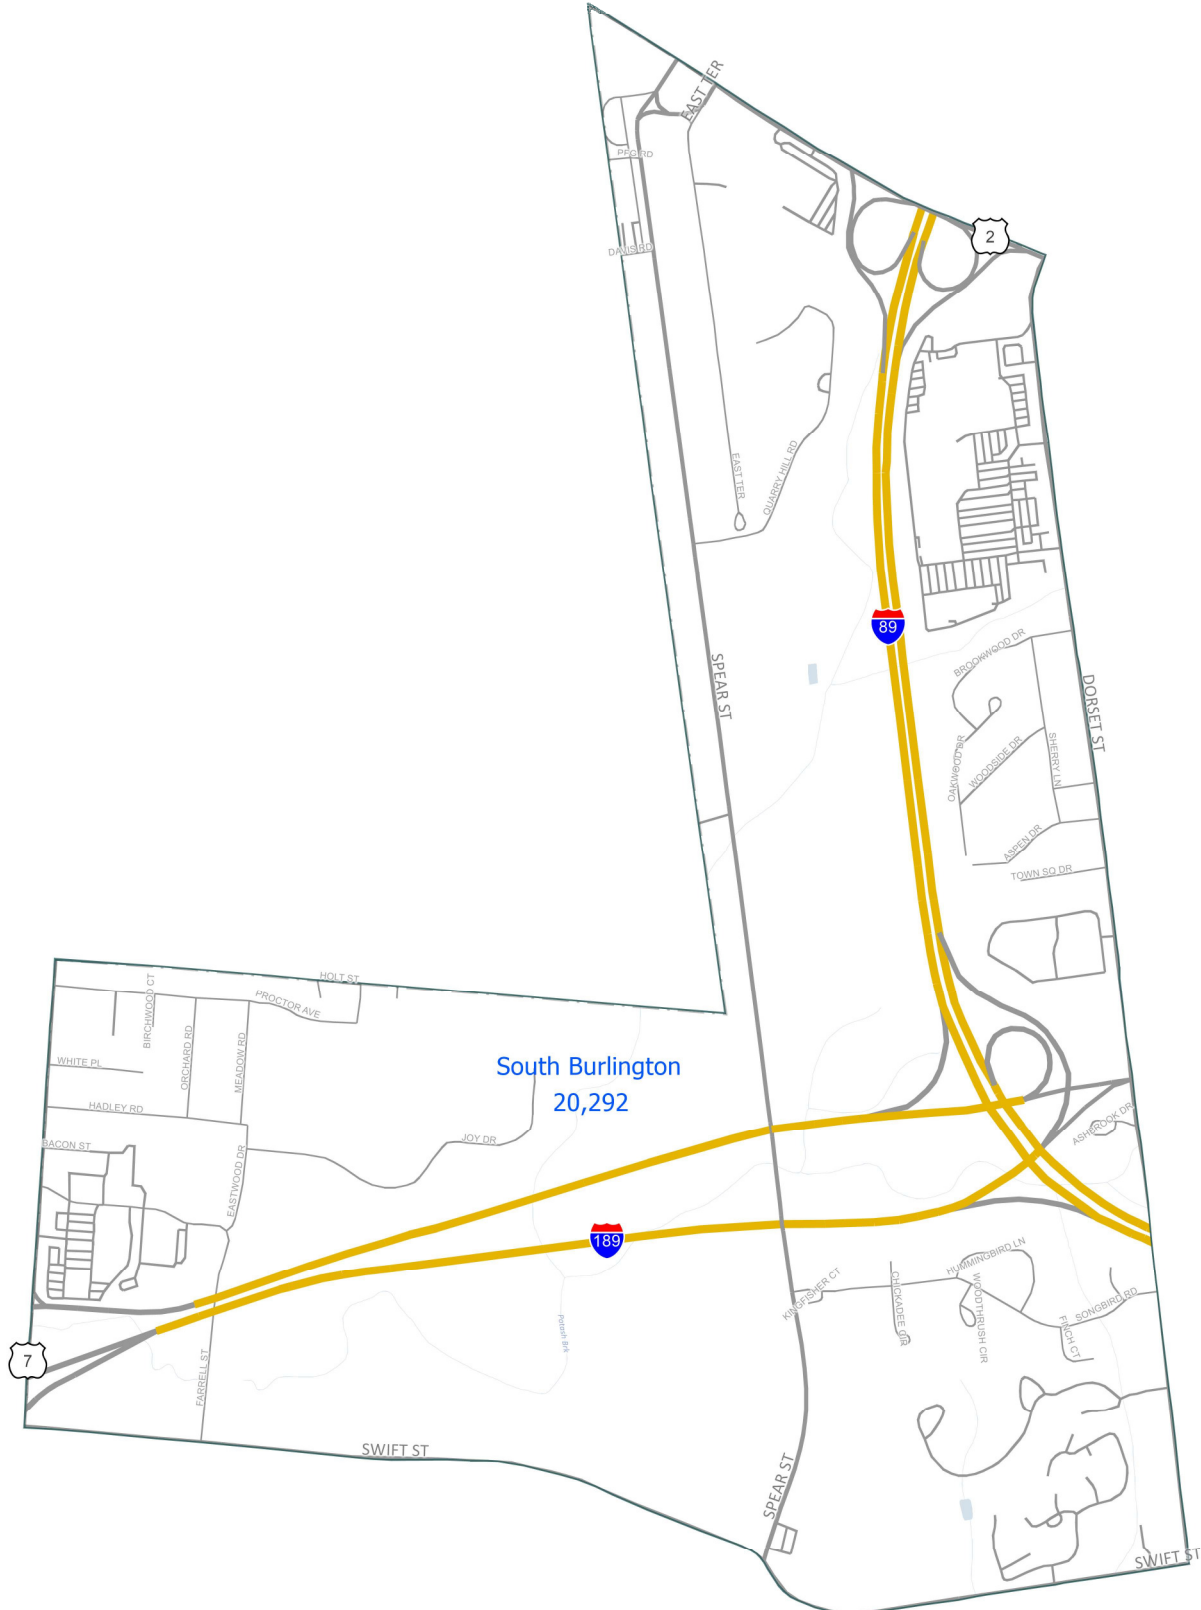 EAST TER
PFG RD
2
DAVIS RD
EAST TER
QUARRY HILL RD
89
BROOKWOOD DR
SPEAR ST
DORSET ST
OAKWOOD DR
WOODSIDE DR
SHERRY LN
ASPEN DR
TOWN SQ DR
HOLT ST
BIRCHWOOD CT
PROCTOR AVE
ORCHARD RD
MEADOW RD
WHITE PL
South Burlington
20,292
HADLEY RD
ASHBROOK DR
BACON ST
JOY DR
EASTWOOD DR
189
HUMMINGBIRD LN
KINGFISHER CT
CHICKADEE CIR
WOODTHRUSH CIR
SONGBIRD RD
FINCH CT
Potash Brk
7
FARRELL ST
SWIFT ST
SPEAR ST
SWIFT ST